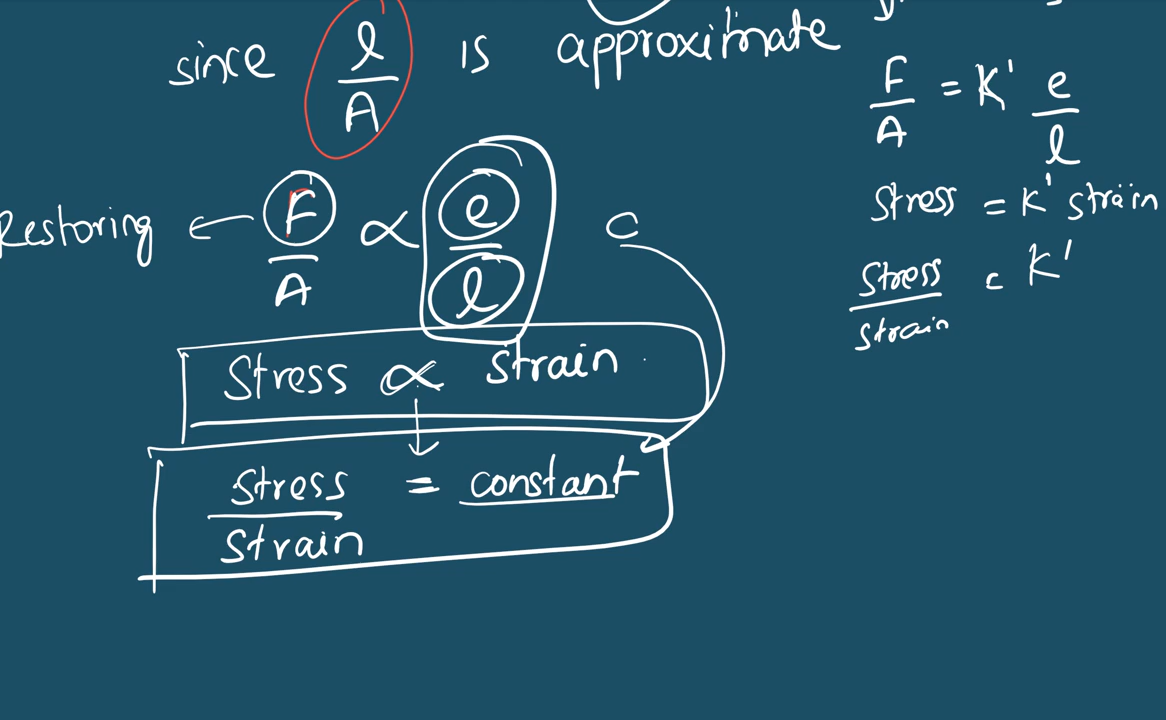 since l/A is approximate
Restoring ← F/A ∝ e/l
Stress ∝ strain
Stress/Strain = constant
F/A = K' e/l
Stress = K' strain
Stress/strain = K'